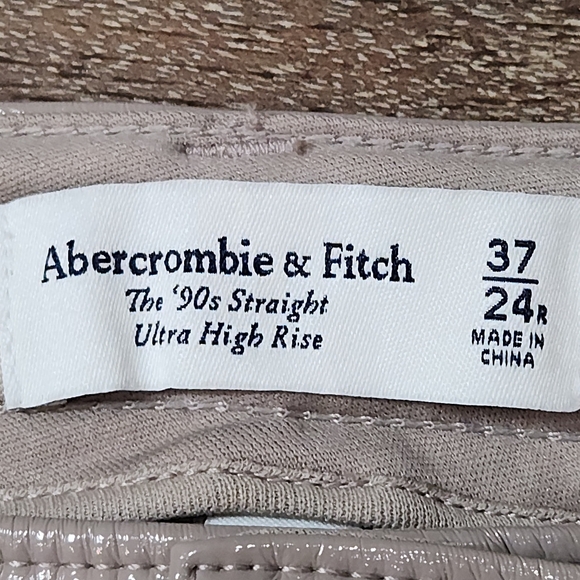 Abercrombie & Fitch
The '90s Straight
Ultra High Rise
37
24R
MADE IN
CHINA